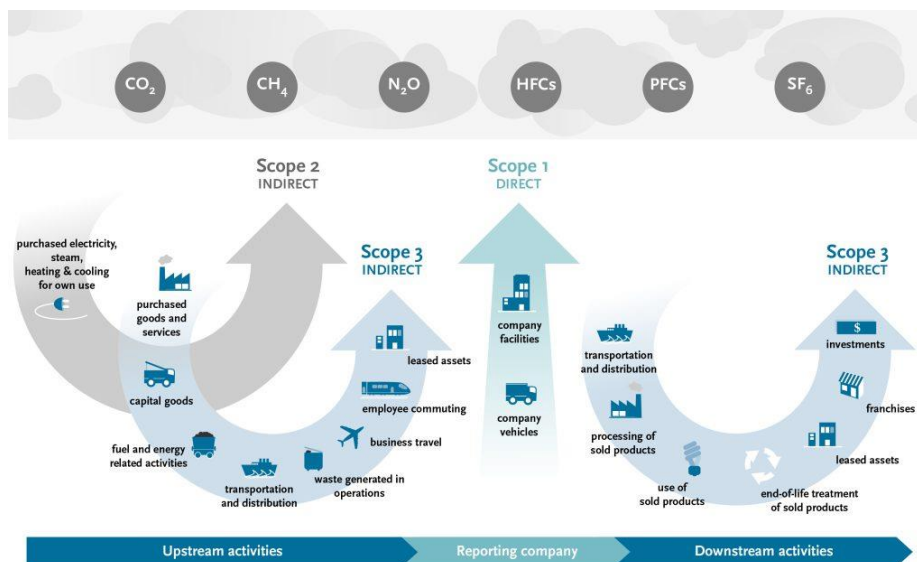 CO2
CH4
N2O
HFCs
PFCs
SF6
Scope 2
INDIRECT
Scope 1
DIRECT
purchased electricity,
steam,
heating & cooling
for own use
Scope 3
INDIRECT
Scope 3
INDIRECT
purchased
goods and
services
capital goods
fuel and energy
related activities
transportation
and distribution
waste generated in
operations
business travel
employee commuting
leased assets
company
facilities
company
vehicles
transportation
and distribution
processing of
sold products
use of
sold products
end-of-life treatment
of sold products
leased assets
franchises
$
investments
Upstream activities
Reporting company
Downstream activities